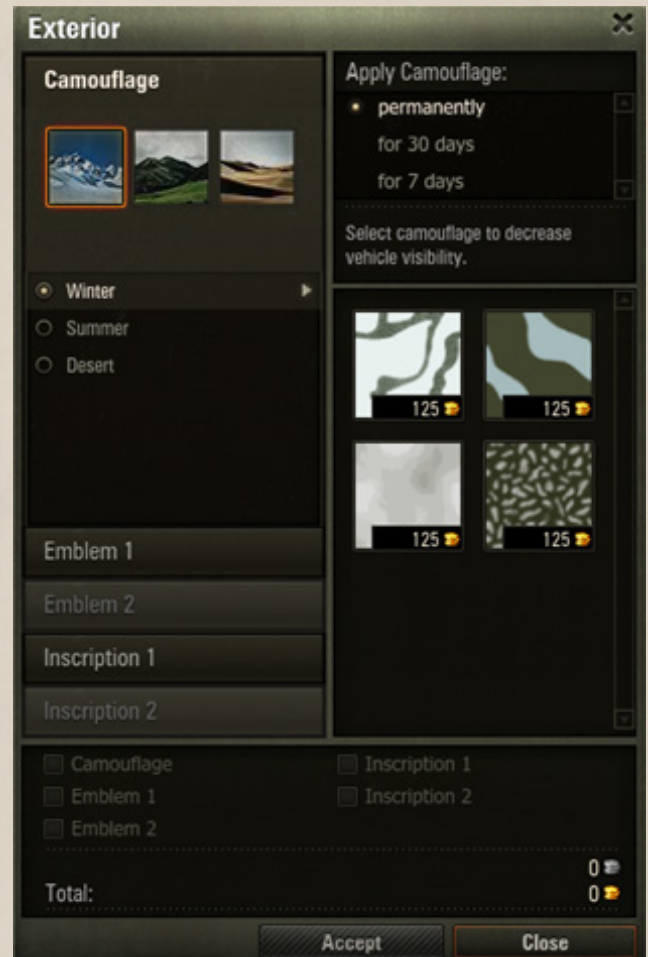 Exterior
Camouflage
Winter
Summer
Desert
Emblem 1
Emblem 2
Inscription 1
Inscription 2
Apply Camouflage:
permanently
for 30 days
for 7 days
Select camouflage to decrease
vehicle visibility.
125 125
125 125
Camouflage Inscription 1
Emblem 1 Inscription 2
Emblem 2
0
Total: 0
Accept Close